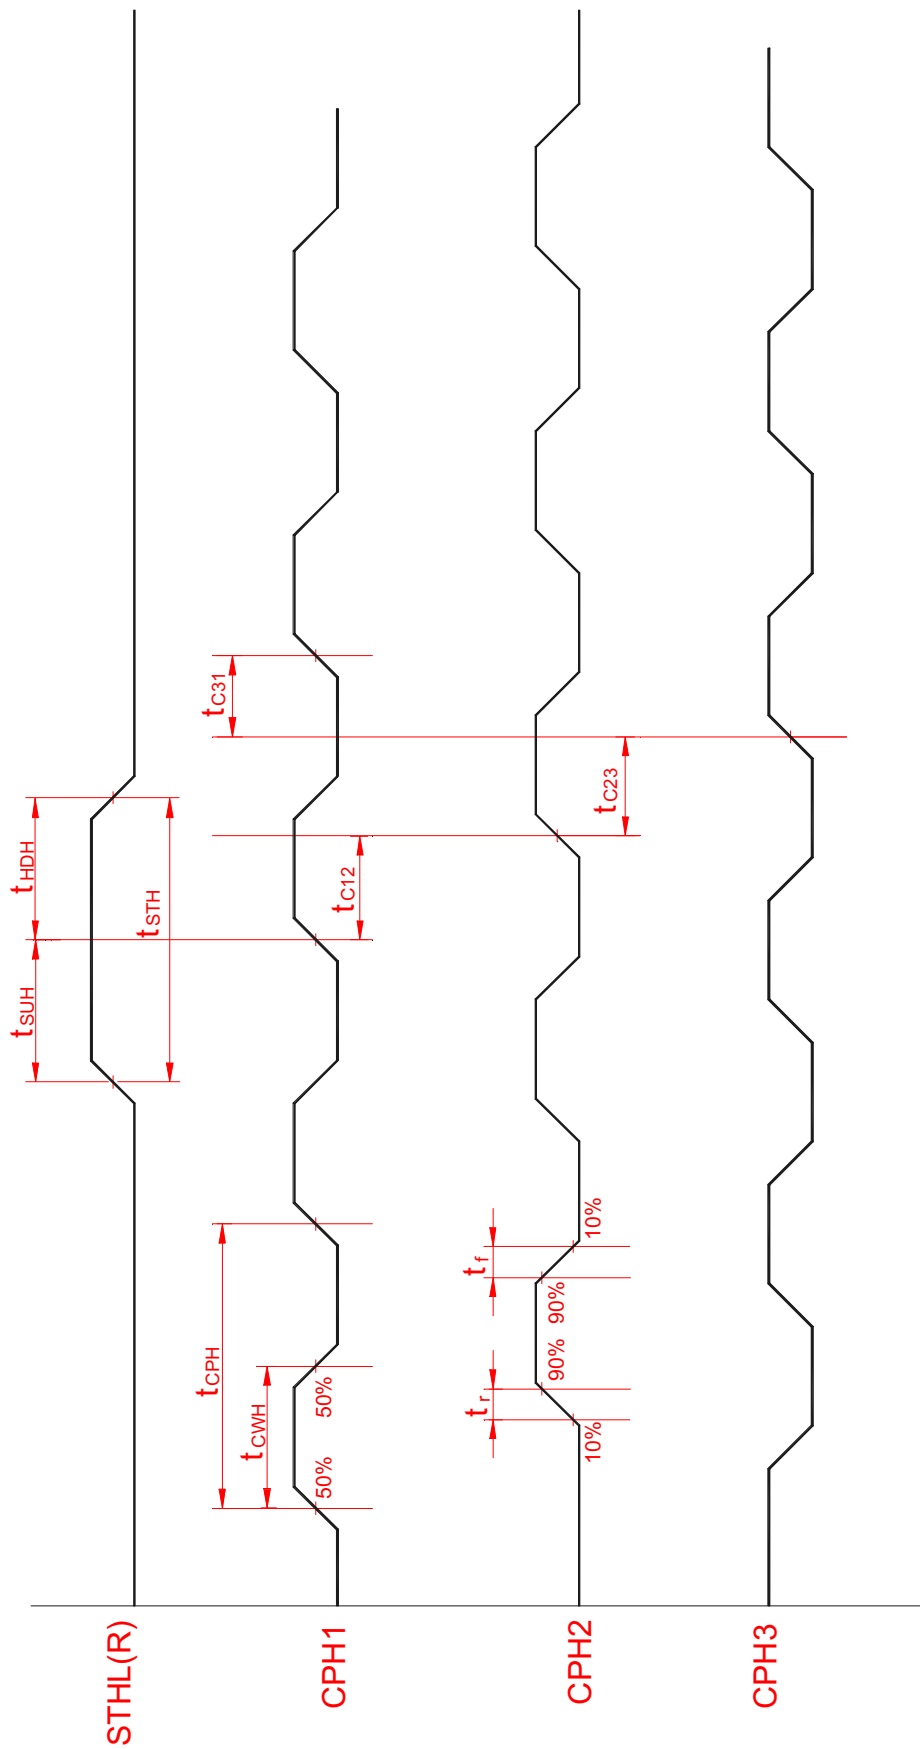 STHL(R)
tSUH
tHDH
tSTH
CPH1
tCPH
tCWH
50%
50%
tC12
tC31
CPH2
tr
tf
10%
90%
90%
10%
tC23
CPH3